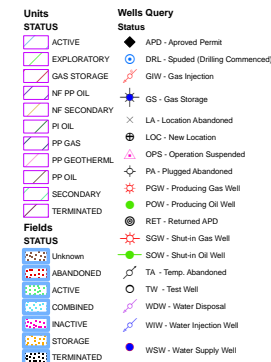 Units
STATUS
ACTIVE
EXPLORATORY
GAS STORAGE
NF PP OIL
NF SECONDARY
PI OIL
PP GAS
PP GEOTHERML
PP OIL
SECONDARY
TERMINATED
Fields
STATUS
Unknown
ABANDONED
ACTIVE
COMBINED
INACTIVE
STORAGE
TERMINATED
Wells Query
Status
APD - Aproved Permit
DRL - Spuded (Drilling Commenced)
GIW - Gas Injection
GS - Gas Storage
LA - Location Abandoned
LOC - New Location
OPS - Operation Suspended
PA - Plugged Abandoned
PGW - Producing Gas Well
POW - Producing Oil Well
RET - Returned APD
SGW - Shut-in Gas Well
SOW - Shut-in Oil Well
TA - Temp. Abandoned
TW - Test Well
WDW - Water Disposal
WIW - Water Injection Well
WSW - Water Supply Well